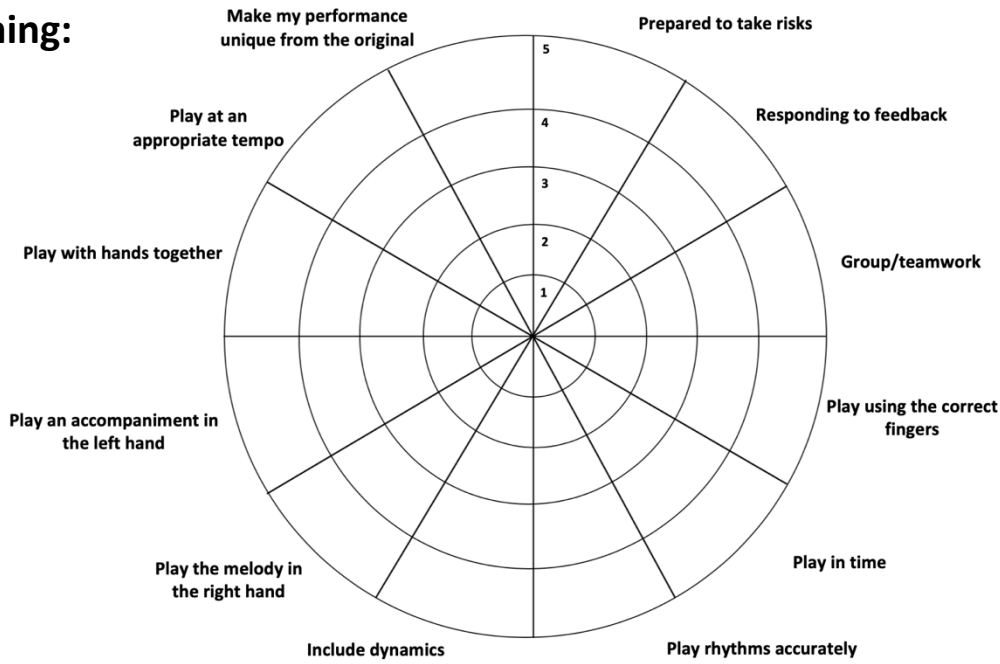 ning:
Make my performance
unique from the original
Prepared to take risks
5
Responding to feedback
Play at an
appropriate tempo
4
3
Play with hands together
2
Group/teamwork
1
Play an accompaniment in
the left hand
Play using the correct
fingers
Play in time
Play the melody in
the right hand
Include dynamics
Play rhythms accurately